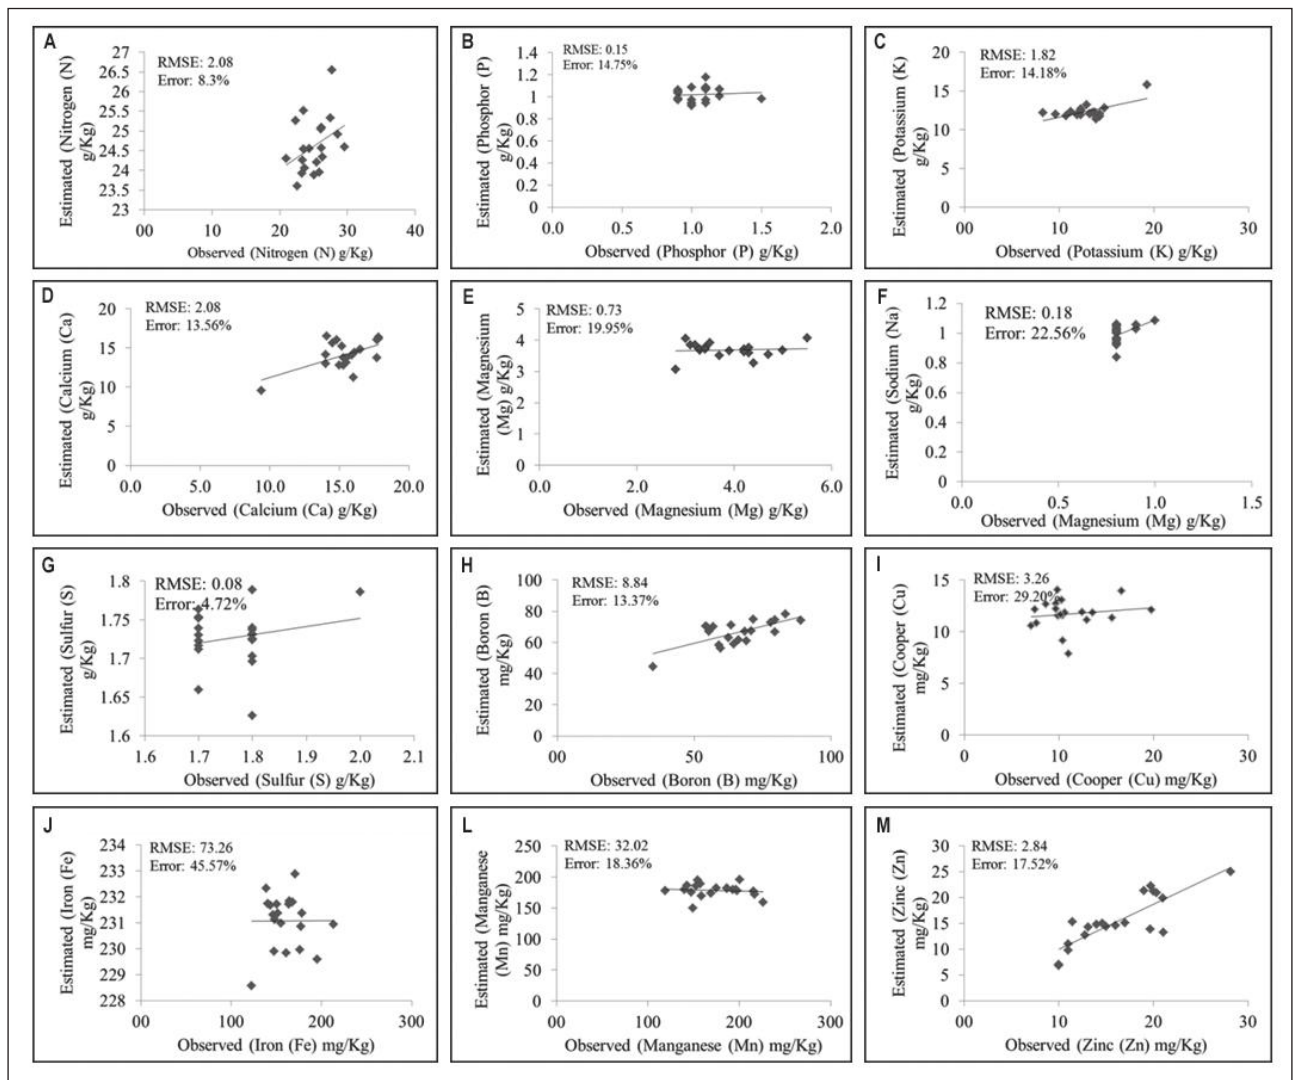 A
RMSE: 2.08
Error: 8.3%
Estimated (Nitrogen (N)
g/Kg)
27
26.5
26
25.5
25
24.5
24
23.5
23
00
10
20
30
40
Observed (Nitrogen (N) g/Kg)
B
RMSE: 0.15
Error: 14.75%
Estimated (Phosphor (P)
g/Kg)
1.4
1.2
1
0.8
0.6
0.4
0.2
0
0.0
0.5
1.0
1.5
2.0
Observed (Phosphor (P) g/Kg)
C
RMSE: 1.82
Error: 14.18%
Estimated (Potassium (K)
g/Kg)
20
15
10
5
0
00
10
20
30
Observed (Potassium (K) g/Kg)
D
RMSE: 2.08
Error: 13.56%
Estimated (Calcium (Ca)
g/Kg)
20
15
10
5
0
0.0
5.0
10.0
15.0
20.0
Observed (Calcium (Ca) g/Kg)
E
RMSE: 0.73
Error: 19.95%
Estimated (Magnesium
(Mg) g/Kg)
5
4
3
2
1
0
0.0
2.0
4.0
6.0
Observed (Magnesium (Mg) g/Kg)
F
RMSE: 0.18
Error: 22.56%
Estimated (Sodium (Na)
g/Kg)
1.2
1
0.8
0.6
0.4
0.2
0
0.0
0.5
1.0
1.5
Observed (Magnesium (Mg) g/Kg)
G
RMSE: 0.08
Error: 4.72%
Estimated (Sulfur (S)
g/Kg)
1.8
1.75
1.7
1.65
1.6
1.6
1.7
1.8
1.9
2.0
2.1
Observed (Sulfur (S) g/Kg)
H
RMSE: 8.84
Error: 13.37%
Estimated (Boron (B)
mg/Kg)
100
80
60
40
20
0
00
50
100
Observed (Boron (B) mg/Kg)
I
RMSE: 3.26
Error: 29.20%
Estimated (Cooper (Cu)
mg/Kg)
15
10
5
0
0
10
20
30
Observed (Cooper (Cu) mg/Kg)
J
RMSE: 73.26
Error: 45.57%
Estimated (Iron (Fe)
mg/Kg)
234
233
232
231
230
229
228
00
100
200
300
Observed (Iron (Fe) mg/Kg)
L
RMSE: 32.02
Error: 18.36%
Estimated (Manganese
(Mn) mg/Kg)
250
200
150
100
50
0
00
100
200
300
Observed (Manganese (Mn) mg/Kg)
M
RMSE: 2.84
Error: 17.52%
Estimated (Zinc (Zn)
mg/Kg)
30
25
20
15
10
5
0
00
10
20
30
Observed (Zinc (Zn) mg/Kg)